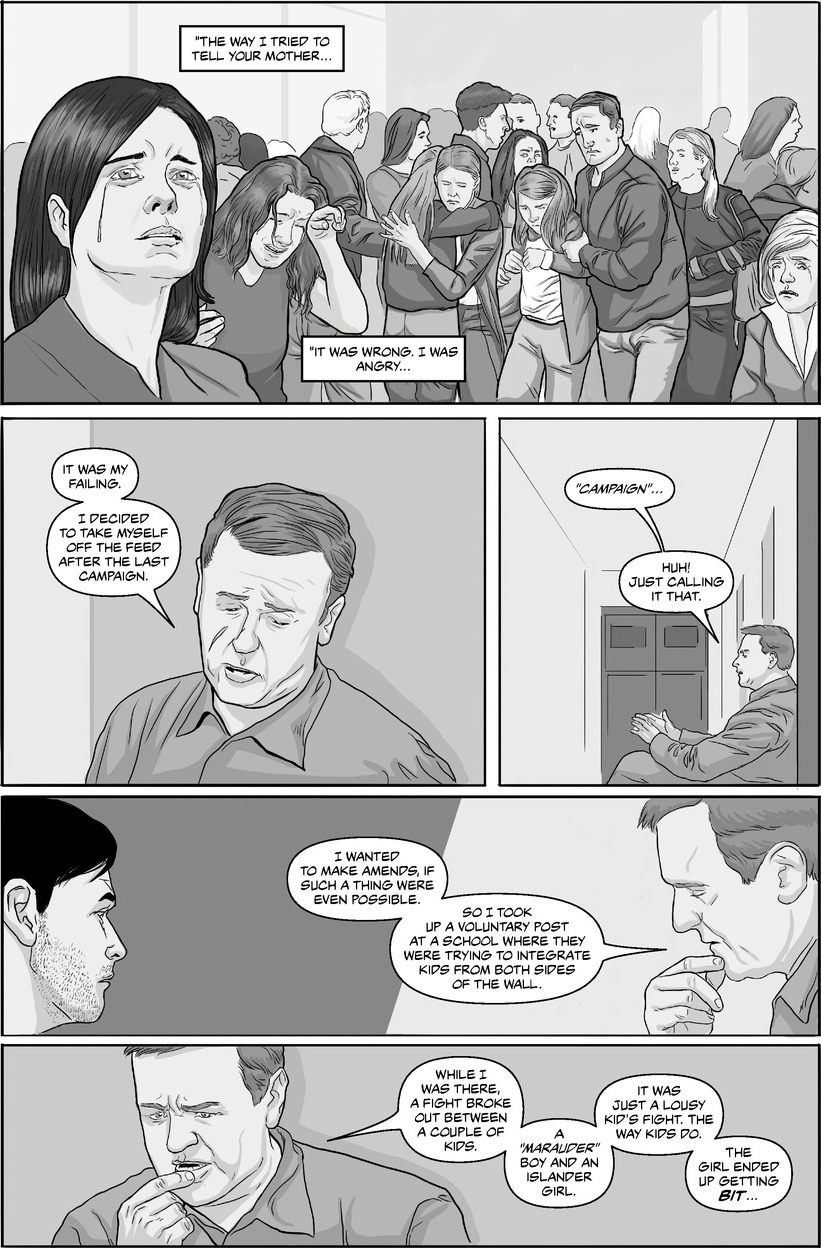 "THE WAY I TRIED TO
TELL YOUR MOTHER...
"IT WAS WRONG. I WAS
ANGRY...
IT WAS MY
FAILING.
I DECIDED
TO TAKE MYSELF
OFF THE FEED
AFTER THE LAST
CAMPAIGN.
"CAMPAIGN"...
HUH!
JUST CALLING
IT THAT.
I WANTED
TO MAKE AMENDS, IF
SUCH A THING WERE
EVEN POSSIBLE.
SO I TOOK
UP A VOLUNTARY POST
AT A SCHOOL WHERE THEY
WERE TRYING TO INTEGRATE
KIDS FROM BOTH SIDES
OF THE WALL.
WHILE I
WAS THERE,
A FIGHT BROKE
OUT BETWEEN
A COUPLE OF
KIDS.
A
"MARAUDER"
BOY AND AN
ISLANDER
GIRL.
IT WAS
JUST A LOUSY
KID'S FIGHT. THE
WAY KIDS DO.
THE
GIRL ENDED
UP GETTING
BIT...